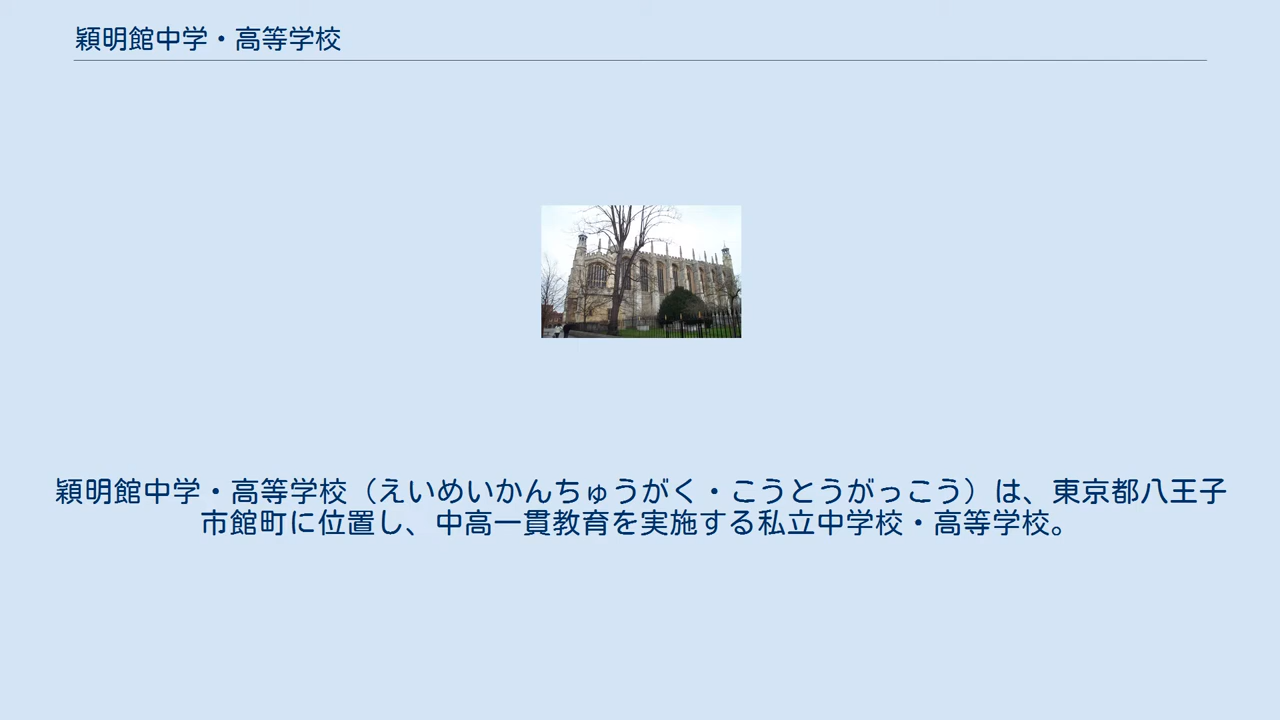 穎明館中学・高等学校
穎明館中学・高等学校（えいめいかんちゅうがく・こうとうがっこう）は、東京都八王子
市館町に位置し、中高一貫教育を実施する私立中学校・高等学校。